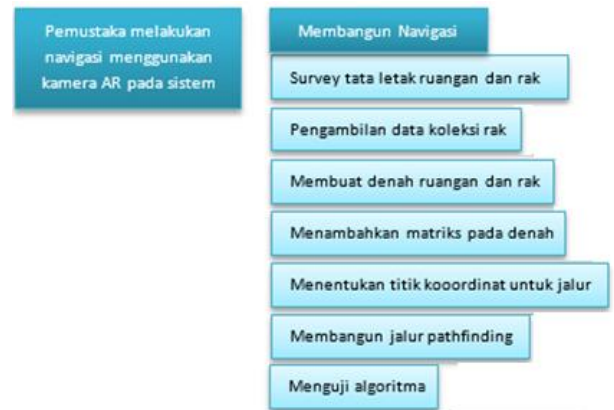 Pemustaka melakukan
navigasi menggunakan
kamera AR pada sistem
Membangun Navigasi
Survey tata letak ruangan dan rak
Pengambilan data koleksi rak
Membuat denah ruangan dan rak
Menambahkan matriks pada denah
Menentukan titik kooordinat untuk jalur
Membangun jalur pathfinding
Menguji algoritma